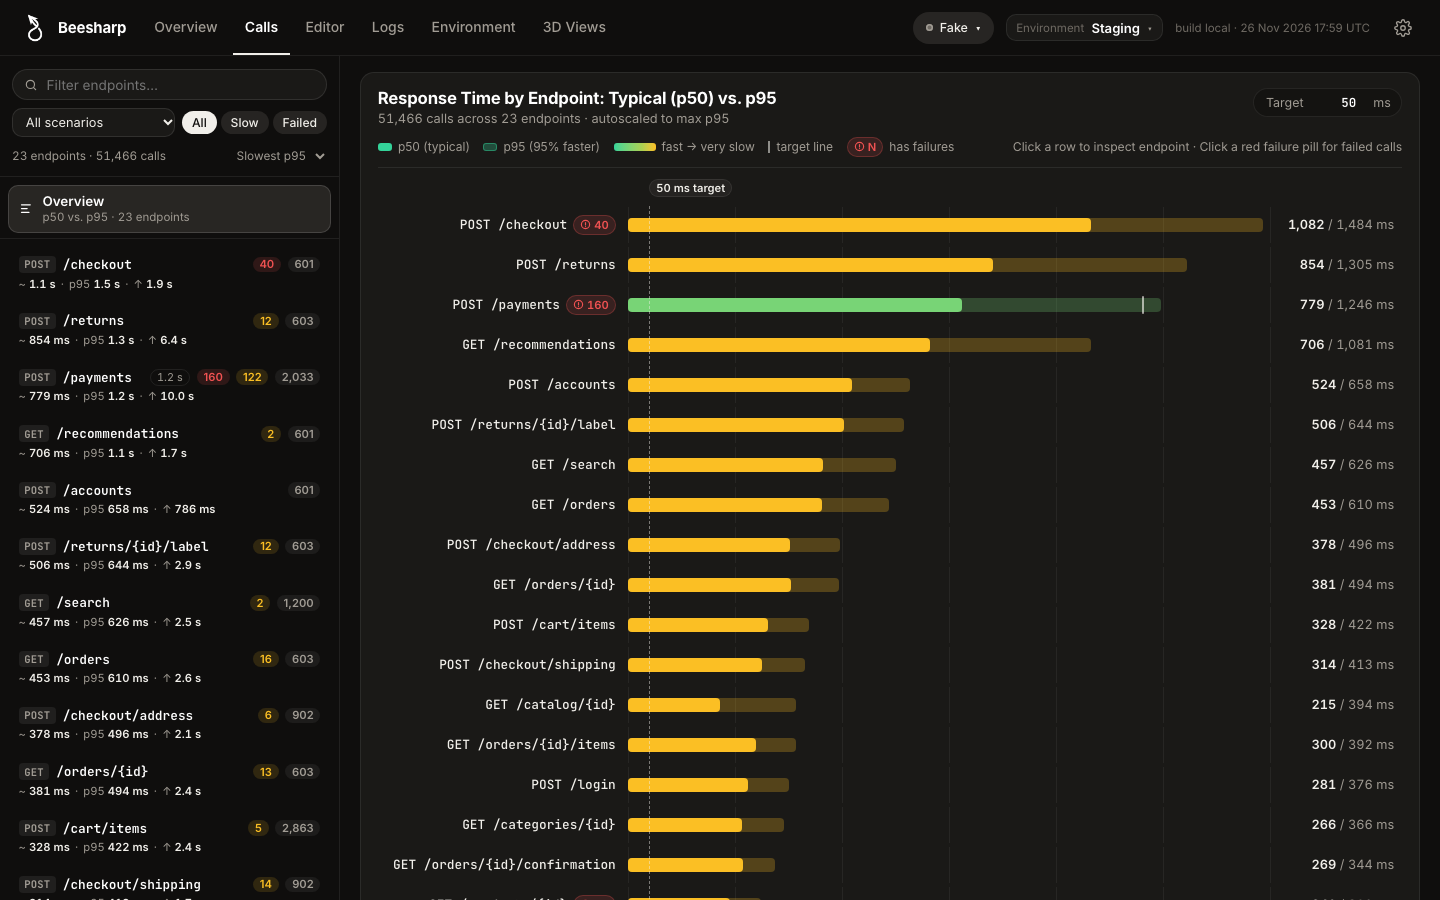 Beesharp Overview Calls Editor Logs Environment 3D Views Fake Environment Staging build local · 26 Nov 2026 17:59 UTC
Filter endpoints...
All scenarios All Slow Failed
23 endpoints · 51,466 calls Slowest p95
Overview
p50 vs. p95 · 23 endpoints
POST /checkout 40 601
~ 1.1 s · p95 1.5 s · ↑ 1.9 s
POST /returns 12 603
~ 854 ms · p95 1.3 s · ↑ 6.4 s
POST /payments 1.2 s 160 122 2,033
~ 779 ms · p95 1.2 s · ↑ 10.0 s
GET /recommendations 2 601
~ 706 ms · p95 1.1 s · ↑ 1.7 s
POST /accounts 601
~ 524 ms · p95 658 ms · ↑ 786 ms
POST /returns/{id}/label 12 603
~ 506 ms · p95 644 ms · ↑ 2.9 s
GET /search 2 1,200
~ 457 ms · p95 626 ms · ↑ 2.5 s
GET /orders 16 603
~ 453 ms · p95 610 ms · ↑ 2.6 s
POST /checkout/address 6 902
~ 378 ms · p95 496 ms · ↑ 2.1 s
GET /orders/{id} 13 603
~ 381 ms · p95 494 ms · ↑ 2.4 s
POST /cart/items 5 2,863
~ 328 ms · p95 422 ms · ↑ 2.4 s
POST /checkout/shipping 14 902
Response Time by Endpoint: Typical (p50) vs. p95
51,466 calls across 23 endpoints · autoscaled to max p95
Target 50 ms
p50 (typical) p95 (95% faster) fast → very slow target line N has failures Click a row to inspect endpoint · Click a red failure pill for failed calls
50 ms target
POST /checkout 40 1,082 / 1,484 ms
POST /returns 854 / 1,305 ms
POST /payments 160 779 / 1,246 ms
GET /recommendations 706 / 1,081 ms
POST /accounts 524 / 658 ms
POST /returns/{id}/label 506 / 644 ms
GET /search 457 / 626 ms
GET /orders 453 / 610 ms
POST /checkout/address 378 / 496 ms
GET /orders/{id} 381 / 494 ms
POST /cart/items 328 / 422 ms
POST /checkout/shipping 314 / 413 ms
GET /catalog/{id} 215 / 394 ms
GET /orders/{id}/items 300 / 392 ms
POST /login 281 / 376 ms
GET /categories/{id} 266 / 366 ms
GET /orders/{id}/confirmation 269 / 344 ms